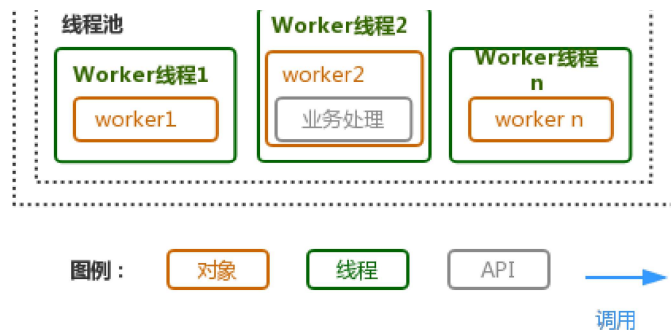 线程池
Worker线程1
worker1
Worker线程2
worker2
业务处理
Worker线程
n
worker n
图例：
对象
线程
API
调用